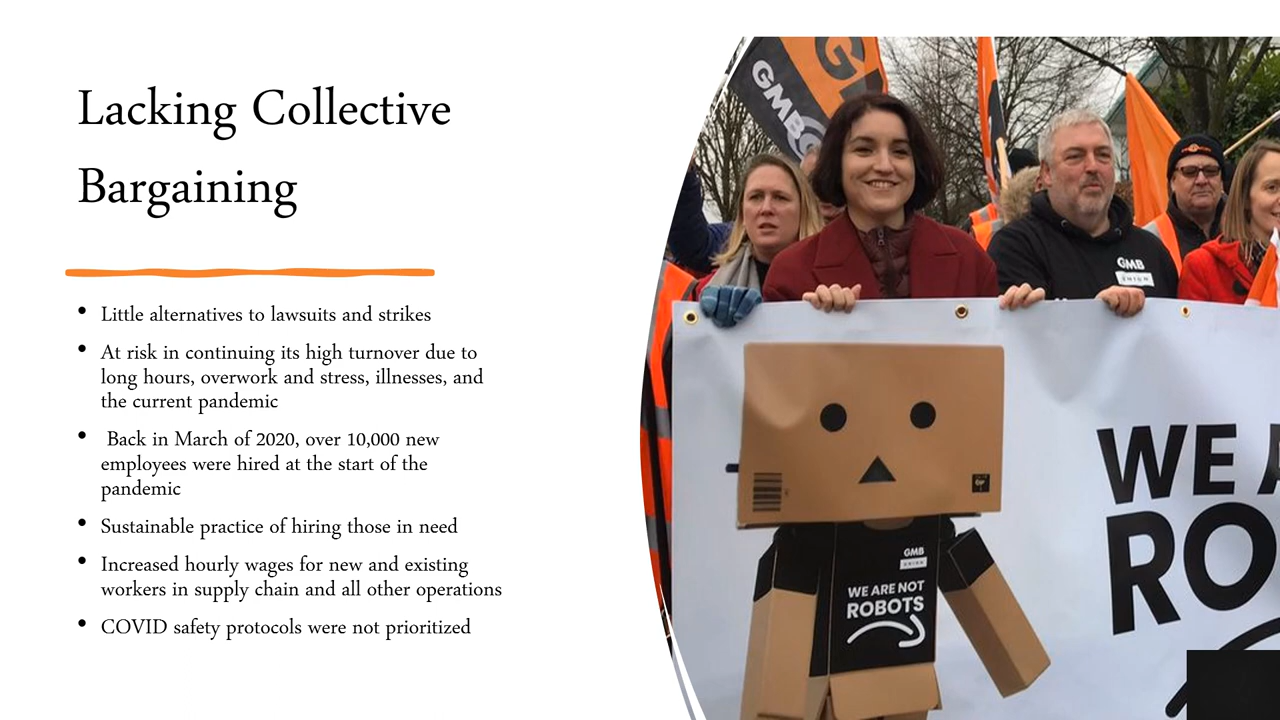 Lacking Collective
Bargaining
• Little alternatives to lawsuits and strikes
• At risk in continuing its high turnover due to
long hours, overwork and stress, illnesses, and
the current pandemic
• Back in March of 2020, over 10,000 new
employees were hired at the start of the
pandemic
• Sustainable practice of hiring those in need
• Increased hourly wages for new and existing
workers in supply chain and all other operations
• COVID safety protocols were not prioritized
GMB
GMB
UNION
WE A
RO
GMB
UNION
WE ARE NOT
ROBOTS